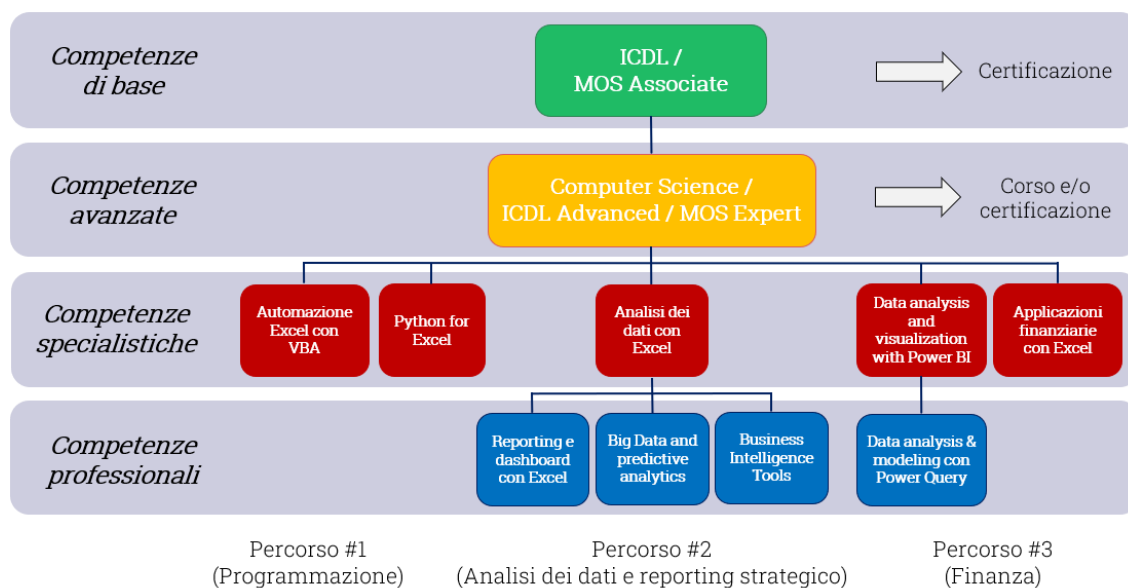 Competenze
di base
ICDL /
MOS Associate
Certificazione
Competenze
avanzate
Computer Science /
ICDL Advanced / MOS Expert
Corso e/o
certificazione
Competenze
specialistiche
Automazione
Excel con
VBA
Python for
Excel
Analisi dei
dati con
Excel
Data analysis
and
visualization
with Power BI
Applicazioni
finanziarie
con Excel
Competenze
professionali
Reporting e
dashboard
con Excel
Big Data and
predictive
analytics
Business
Intelligence
Tools
Data analysis &
modeling con
Power Query
Percorso #1
(Programmazione)
Percorso #2
(Analisi dei dati e reporting strategico)
Percorso #3
(Finanza)